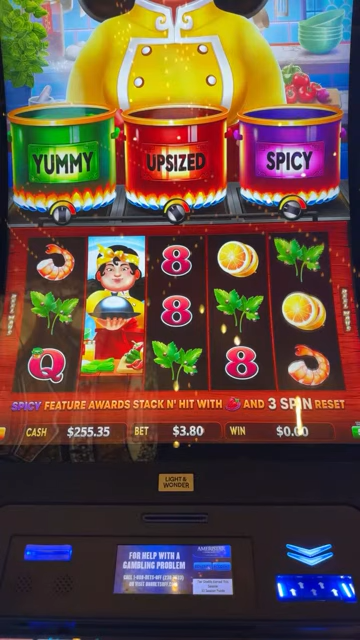 YUMMY
UPSIZED
SPICY
8
8
Q
8
SPICY FEATURE AWARDS STACK N' HIT WITH AND 3 SPIN RESET
CASH $255.35 BET $3.80 WIN $0.00
LIGHT & WONDER
FOR HELP WITH A
GAMBLING PROBLEM